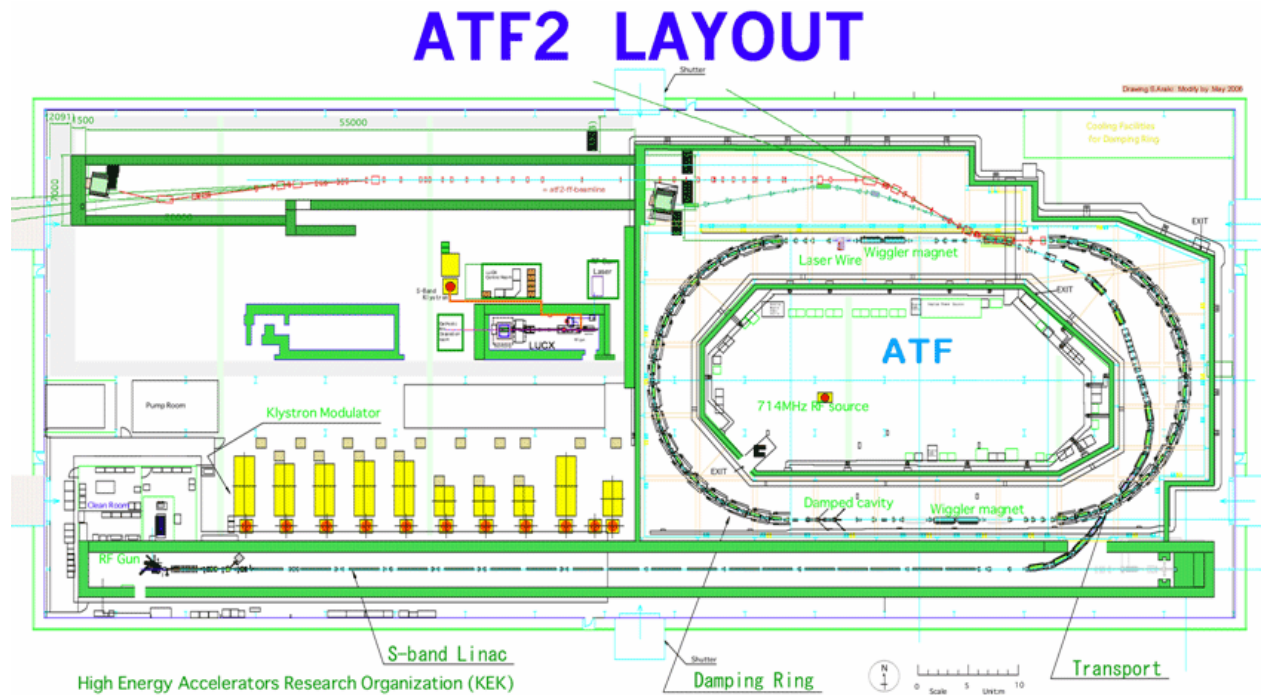 ATF2 LAYOUT
Shutter
Drawing S.Araki Modify by May 2006
(2091)
1500
55000
Cooling Facilities
for Damping Ring
= atf2-ff-beamline
EXIT
Laser Wire
Wiggler magnet
Laser
S-Band
Klystron
EXIT
LUCX
ATF
714MHz RF source
Pump Room
Klystron Modulator
EXIT
Clean Room
Damped cavity
Wiggler magnet
RF Gun
S-band Linac
Shutter
Damping Ring
Transport
High Energy Accelerators Research Organization (KEK)
N
0 5 10
Scale Unit:m